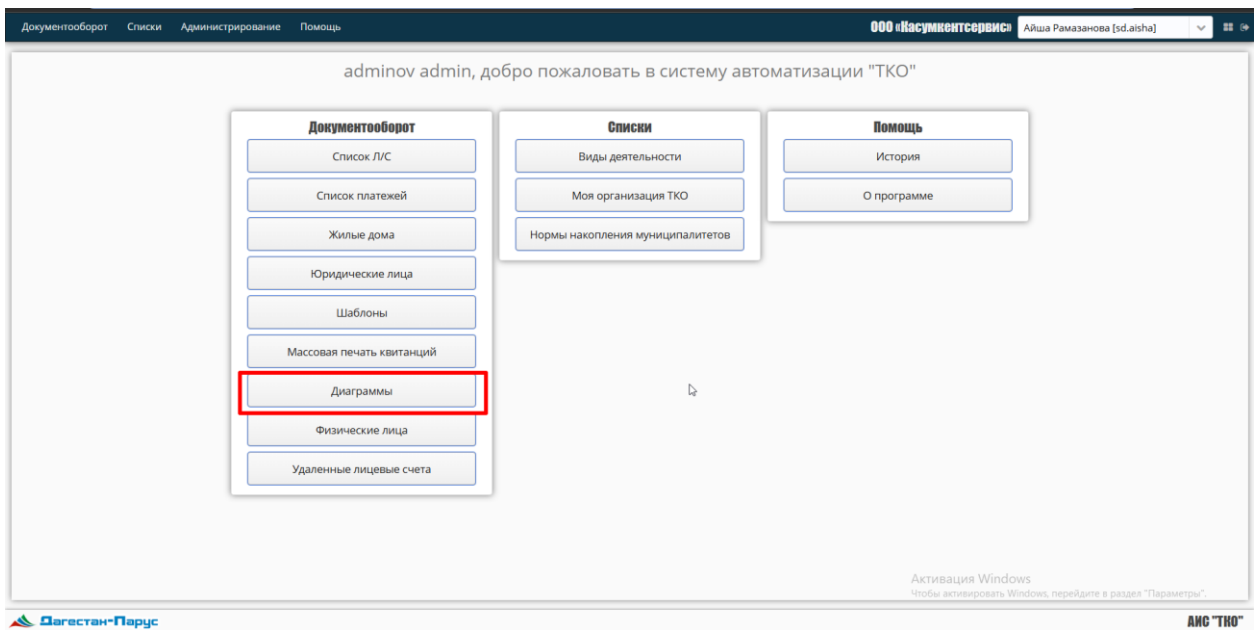 Документооборот Списки Администрирование Помощь ООО «Касумкентсервис» Айша Рамазанова [sd.aisha]
adminov admin, добро пожаловать в систему автоматизации "ТКО"
Документооборот
Список Л/С
Список платежей
Жилые дома
Юридические лица
Шаблоны
Массовая печать квитанций
Диаграммы
Физические лица
Удаленные лицевые счета
Списки
Виды деятельности
Моя организация ТКО
Нормы накопления муниципалитетов
Помощь
История
О программе
Активация Windows
Чтобы активировать Windows, перейдите в раздел "Параметры".
Дагестан-Парус АИС "ТКО"